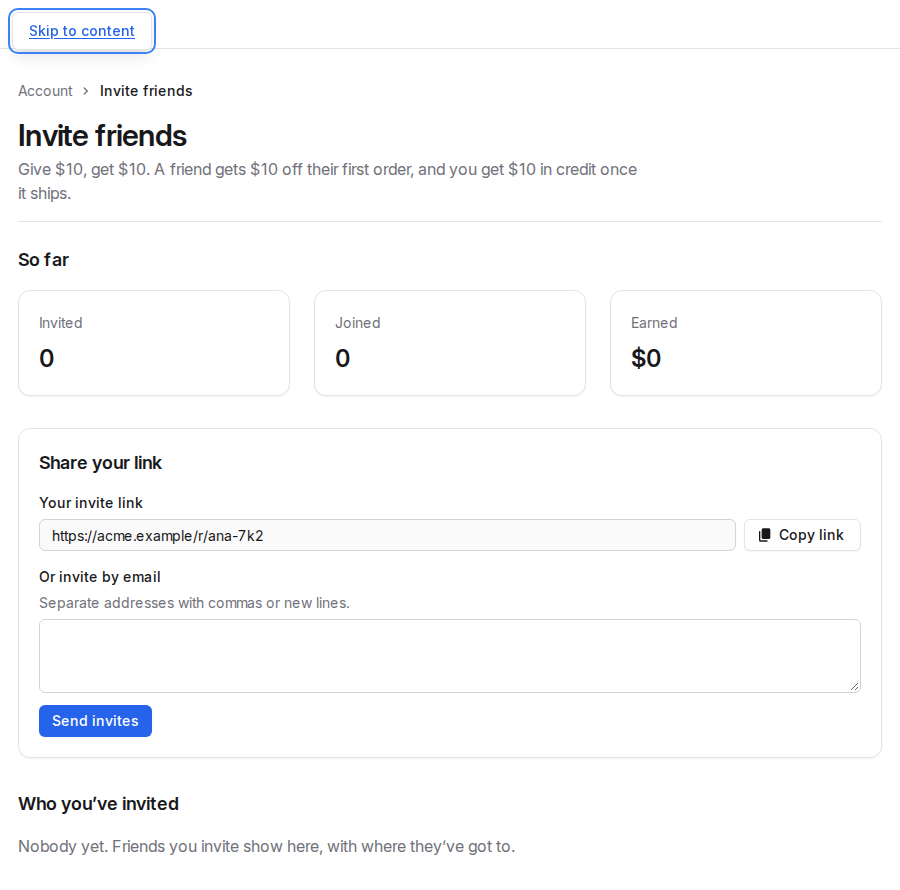 Skip to content
Account > Invite friends
Invite friends
Give $10, get $10. A friend gets $10 off their first order, and you get $10 in credit once
it ships.
So far
Invited
0
Joined
0
Earned
$0
Share your link
Your invite link
https://acme.example/r/ana-7k2
Copy link
Or invite by email
Separate addresses with commas or new lines.
Send invites
Who you’ve invited
Nobody yet. Friends you invite show here, with where they’ve got to.